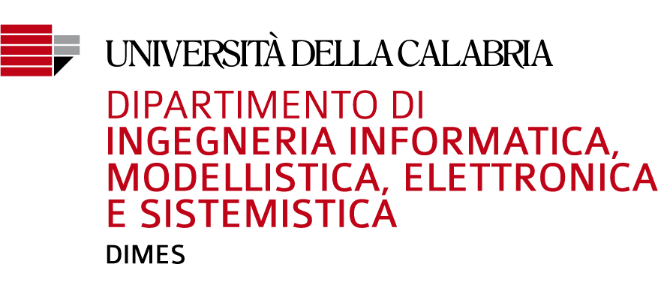 UNIVERSITÀ DELLA CALABRIA
DIPARTIMENTO DI
INGEGNERIA INFORMATICA,
MODELLISTICA, ELETTRONICA
E SISTEMISTICA
DIMES